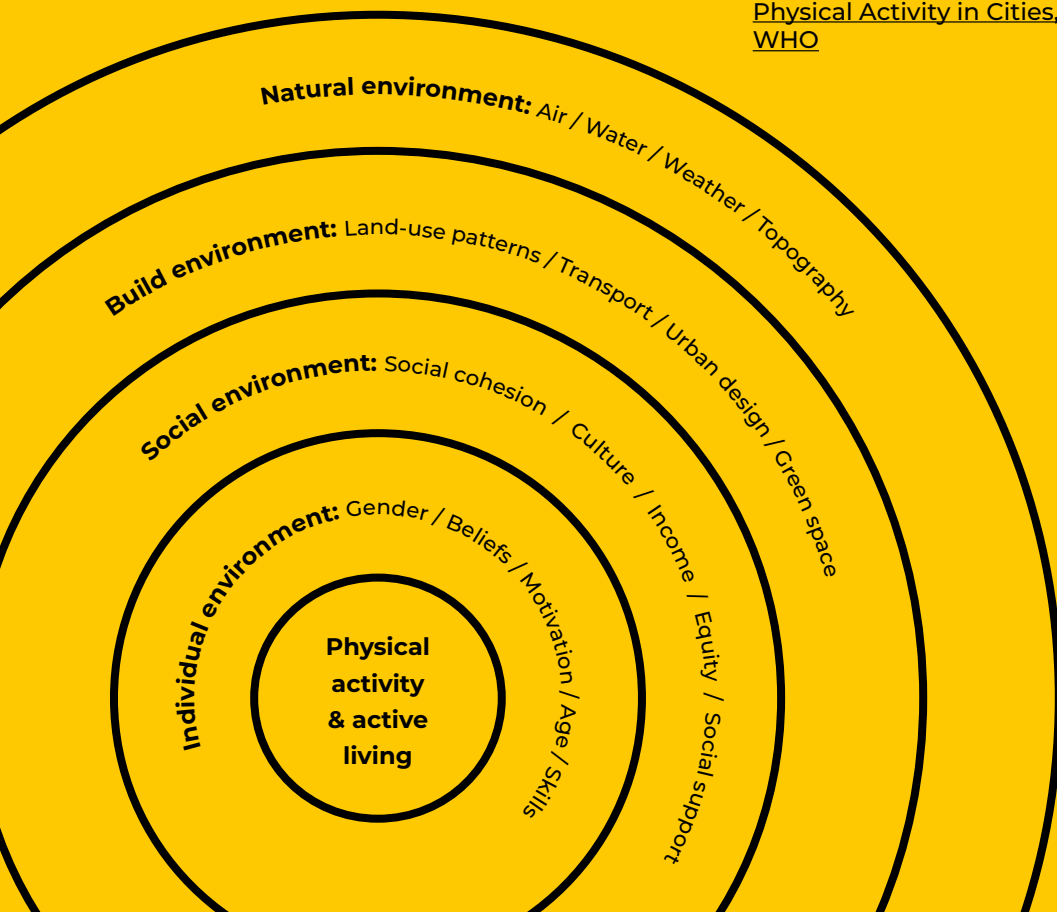 Physical Activity in Cities,
WHO
Natural environment: Air / Water / Weather / Topography
Build environment: Land-use patterns / Transport / Urban design / Green space
Social environment: Social cohesion / Culture / Income / Equity / Social support
Individual environment: Gender / Beliefs / Motivation / Age / Skills
Physical
activity
& active
living